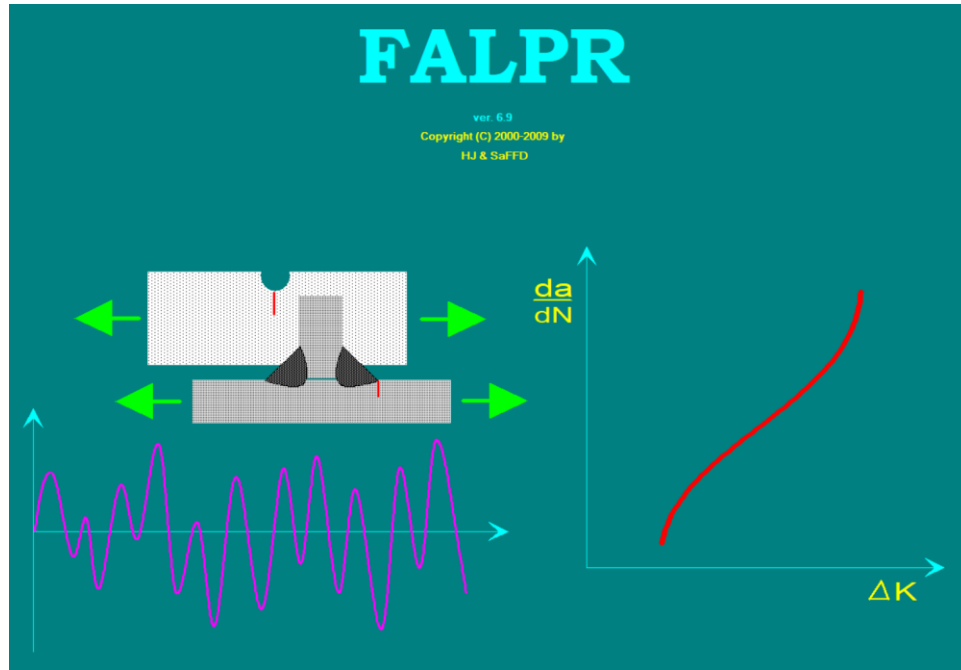 FALPR
ver. 6.9
Copyright (C) 2000-2009 by
HJ & SaFFD
da
dN
ΔK